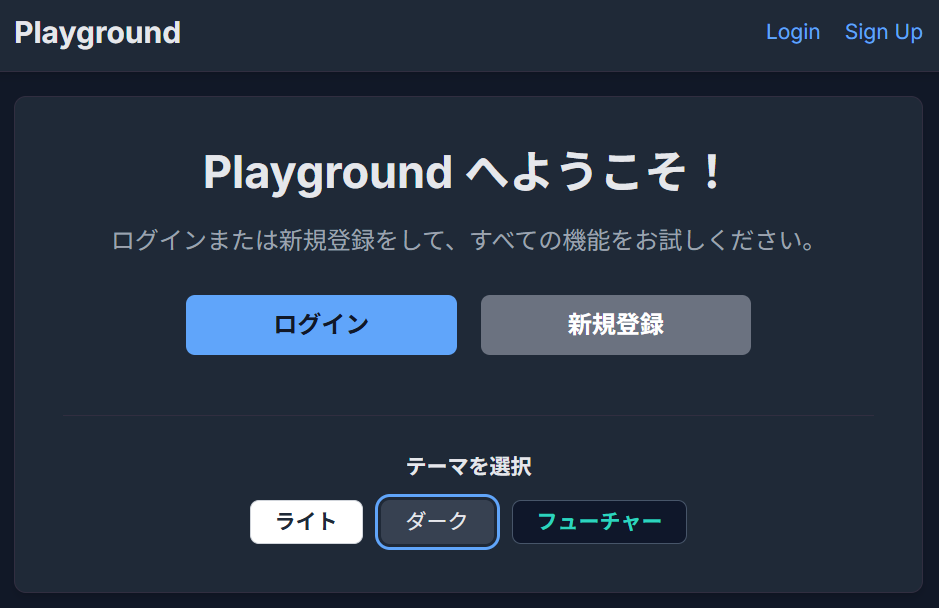 Playground
Login
Sign Up
Playground へようこそ！
ログインまたは新規登録をして、すべての機能をお試しください。
ログイン
新規登録
テーマを選択
ライト
ダーク
フューチャー